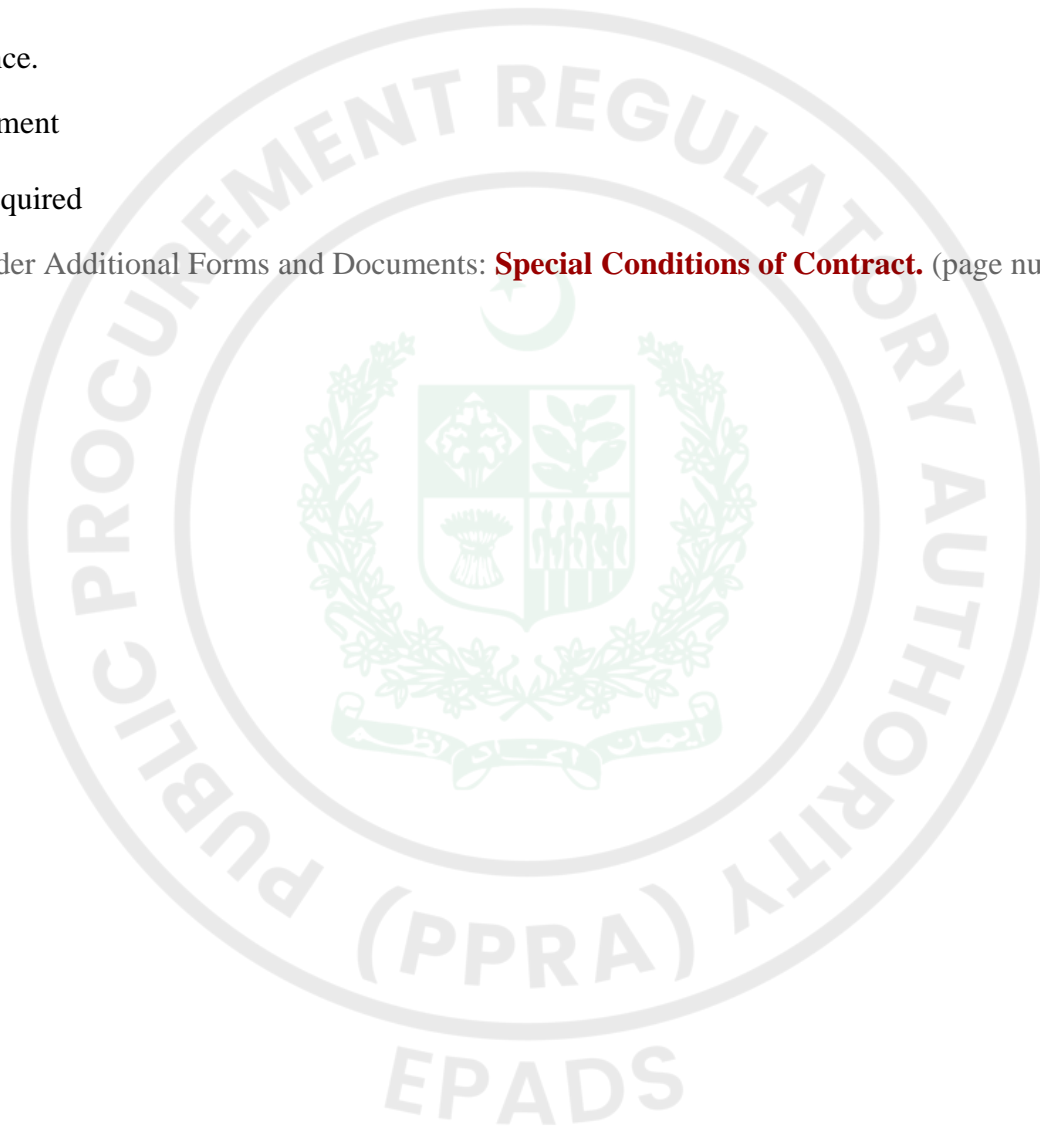 nce.
ment
quired
der Additional Forms and Documents: Special Conditions of Contract. (page nu
PUBLIC PROCUREMENT REGULATORY AUTHORITY
(PPRA)
EPADS